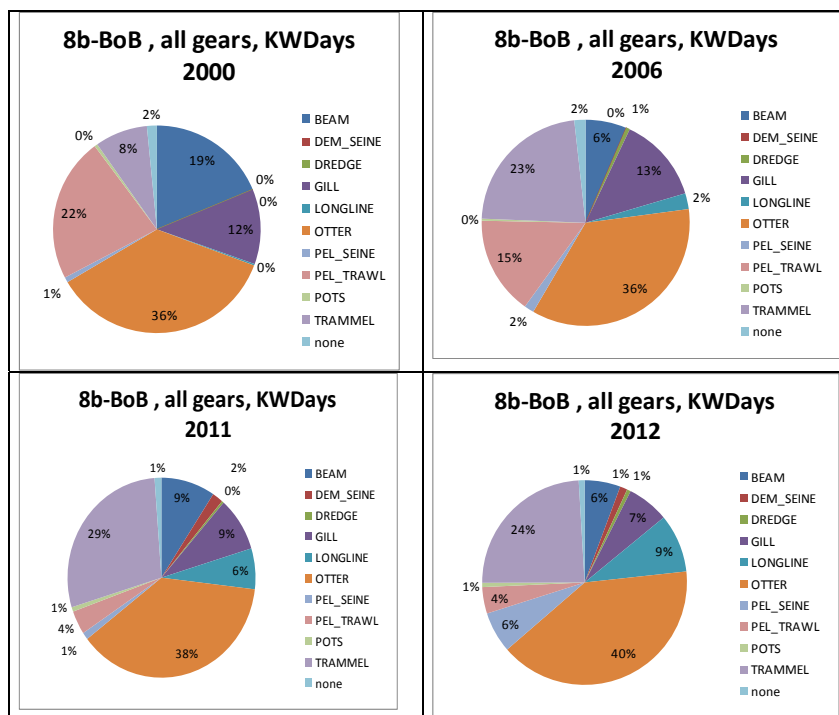 8b-BoB , all gears, KWDays
2000
2%
0%
8%
19%
0%
0%
22%
12%
0%
1%
36%
BEAM
DEM_SEINE
DREDGE
GILL
LONGLINE
OTTER
PEL_SEINE
PEL_TRAWL
POTS
TRAMMEL
none
8b-BoB , all gears, KWDays
2006
2%
0%
1%
6%
23%
13%
2%
0%
15%
2%
36%
BEAM
DEM_SEINE
DREDGE
GILL
LONGLINE
OTTER
PEL_SEINE
PEL_TRAWL
POTS
TRAMMEL
none
8b-BoB , all gears, KWDays
2011
1%
2%
9%
0%
29%
9%
6%
1%
4%
1%
38%
BEAM
DEM_SEINE
DREDGE
GILL
LONGLINE
OTTER
PEL_SEINE
PEL_TRAWL
POTS
TRAMMEL
none
8b-BoB , all gears, KWDays
2012
1%
1%
1%
6%
7%
24%
9%
1%
4%
6%
40%
BEAM
DEM_SEINE
DREDGE
GILL
LONGLINE
OTTER
PEL_SEINE
PEL_TRAWL
POTS
TRAMMEL
none